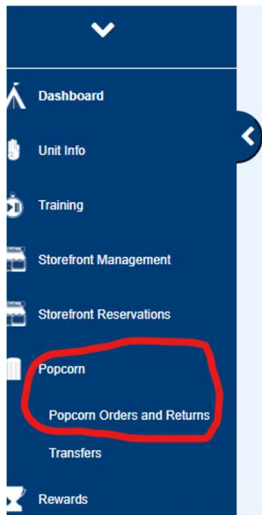 Dashboard
Unit Info
Training
Storefront Management
Storefront Reservations
Popcorn
Popcorn Orders and Returns
Transfers
Rewards